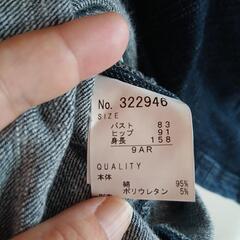 No. 322946
SIZE
バスト 83
ヒップ 91
身長 158
9AR
QUALITY
本体
綿 95%
ポリウレタン 5%